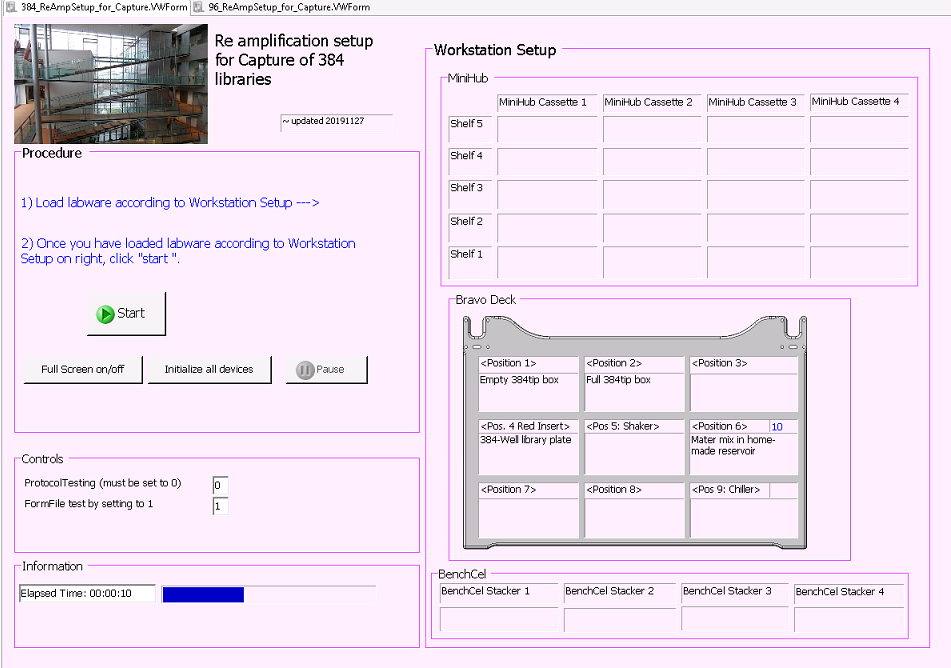 384_ReAmpSetup_for_Capture.VWForm
96_ReAmpSetup_for_Capture.VWForm
Re amplification setup
for Capture of 384
libraries
~ updated 20191127
Procedure
1) Load labware according to Workstation Setup --->
2) Once you have loaded labware according to Workstation
Setup on right, click "start ".
Start
Full Screen on/off
Initialize all devices
Pause
Controls
ProtocolTesting (must be set to 0)
0
FormFile test by setting to 1
1
Information
Elapsed Time: 00:00:10
Workstation Setup
MiniHub
MiniHub Cassette 1
MiniHub Cassette 2
MiniHub Cassette 3
MiniHub Cassette 4
Shelf 5
Shelf 4
Shelf 3
Shelf 2
Shelf 1
Bravo Deck
<Position 1>
Empty 384tip box
<Position 2>
Full 384tip box
<Position 3>
<Pos. 4 Red Insert>
384-Well library plate
<Pos 5: Shaker>
<Position 6>
10
Mater mix in home-
made reservoir
<Position 7>
<Position 8>
<Pos 9: Chiller>
BenchCel
BenchCel Stacker 1
BenchCel Stacker 2
BenchCel Stacker 3
BenchCel Stacker 4